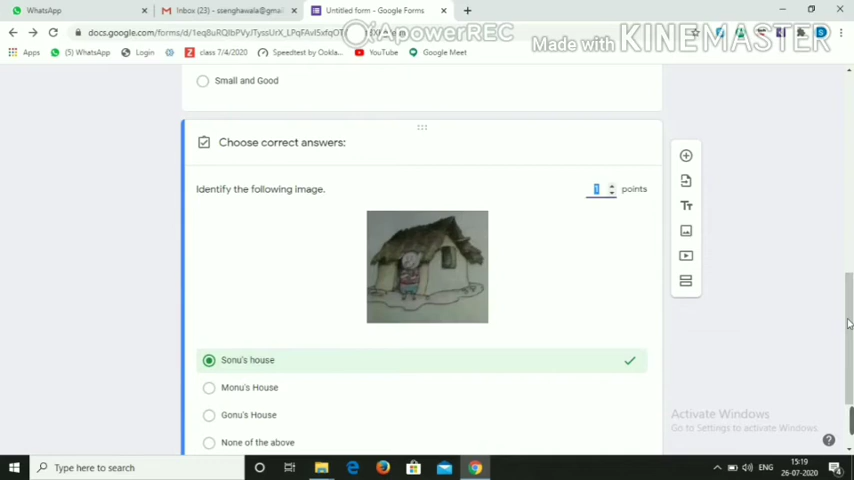 WhatsApp
Inbox (23) - ssenghawala@gmai
Untitled form - Google Forms
ApowerREC
Made with KINEMASTER
Apps
(5) WhatsApp
Login
class 7/4/2020
Speedtest by Ookla...
YouTube
Google Meet
Small and Good
Choose correct answers:
Identify the following image.
1 points
Sonu's house
Monu's House
Gonu's House
None of the above
Activate Windows
Go to Settings to activate Windows.
Type here to search
ENG
15:19
26-07-2020
4